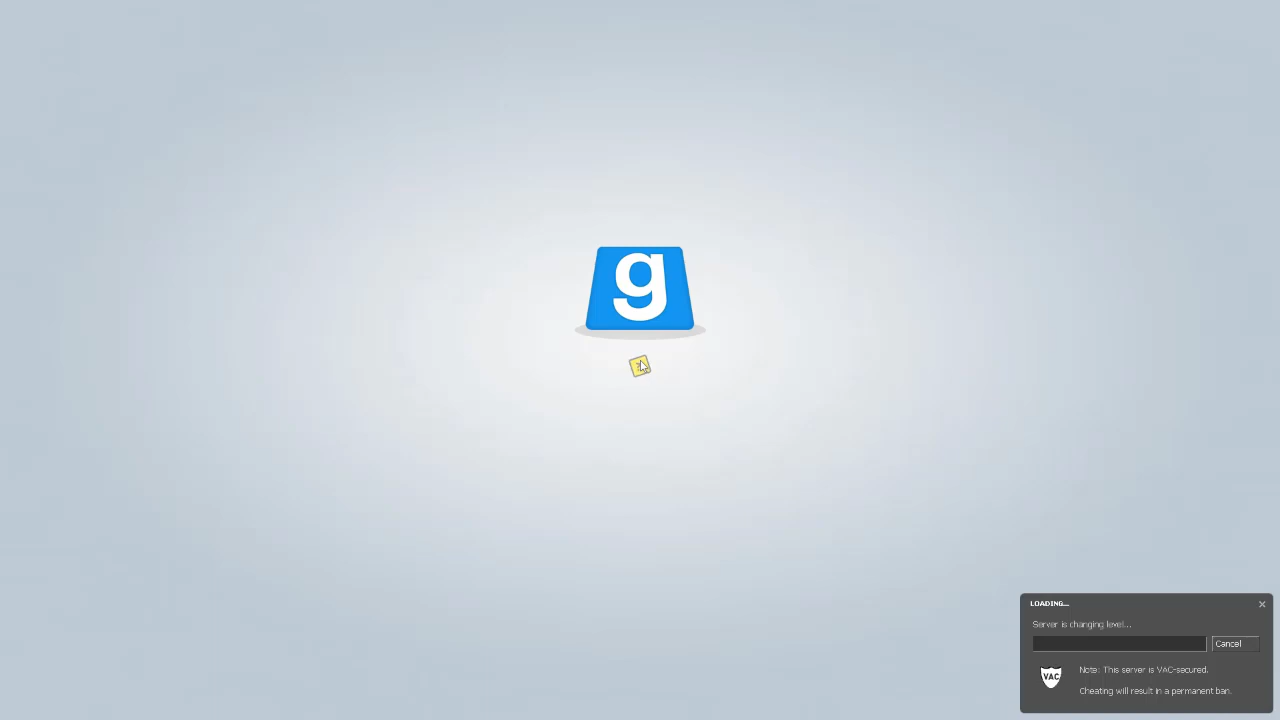 g
LOADING...
Server is changing level...
Cancel
Note: This server is VAC-secured.
VAC
Cheating will result in a permanent ban.